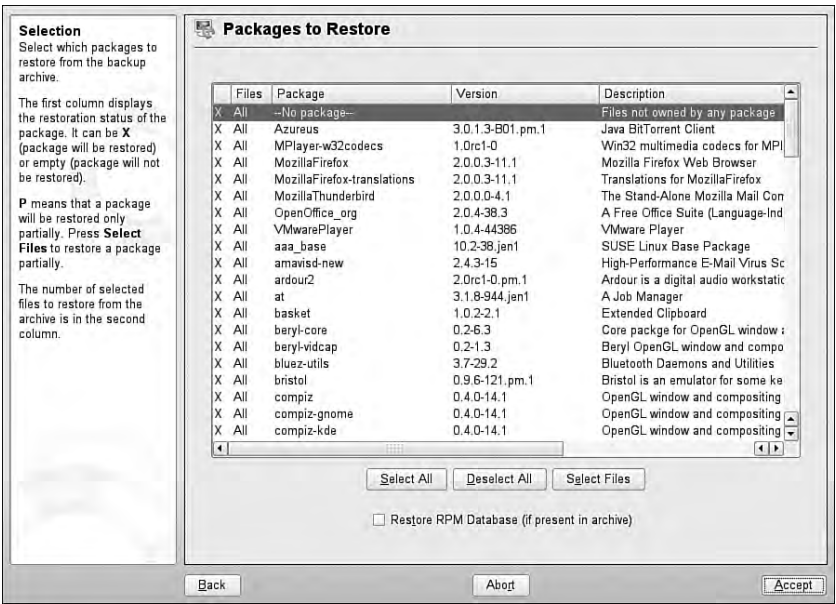 Selection
Select which packages to
restore from the backup
archive.
The first column displays
the restoration status of the
package. It can be X
(package will be restored)
or empty (package will not
be restored).
P means that a package
will be restored only
partially. Press Select
Files to restore a package
partially.
The number of selected
files to restore from the
archive is in the second
column.
Packages to Restore
Files Package Version Description
X All --No package-- Files not owned by any package
X All Azureus 3.0.1.3-B01.pm.1 Java BitTorrent Client
X All MPlayer-w32codecs 1.0rc1-0 Win32 multimedia codecs for MPl
X All MozillaFirefox 2.0.0.3-11.1 Mozilla Firefox Web Browser
X All MozillaFirefox-translations 2.0.0.3-11.1 Translations for MozillaFirefox
X All MozillaThunderbird 2.0.0.0-4.1 The Stand-Alone Mozilla Mail Com
X All OpenOffice_org 2.0.4-38.3 A Free Office Suite (Language-Ind
X All VMwarePlayer 1.0.4-44386 VMware Player
X All aaa_base 10.2-38.jen1 SUSE Linux Base Package
X All amavisd-new 2.4.3-15 High-Performance E-Mail Virus Sc
X All ardour2 2.0rc1-0.pm.1 Ardour is a digital audio workstatic
X All at 3.1.8-944.jen1 A Job Manager
X All basket 1.0.2-2.1 Extended Clipboard
X All beryl-core 0.2-6.3 Core packge for OpenGL window
X All beryl-vidcap 0.2-1.3 Beryl OpenGL window and compo
X All bluez-utils 3.7-29.2 Bluetooth Daemons and Utilities
X All bristol 0.9.6-121.pm.1 Bristol is an emulator for some ke
X All compiz 0.4.0-14.1 OpenGL window and compositing
X All compiz-gnome 0.4.0-14.1 OpenGL window and compositing
X All compiz-kde 0.4.0-14.1 OpenGL window and compositing
Select All Deselect All Select Files
Restore RPM Database (if present in archive)
Back Abort Accept